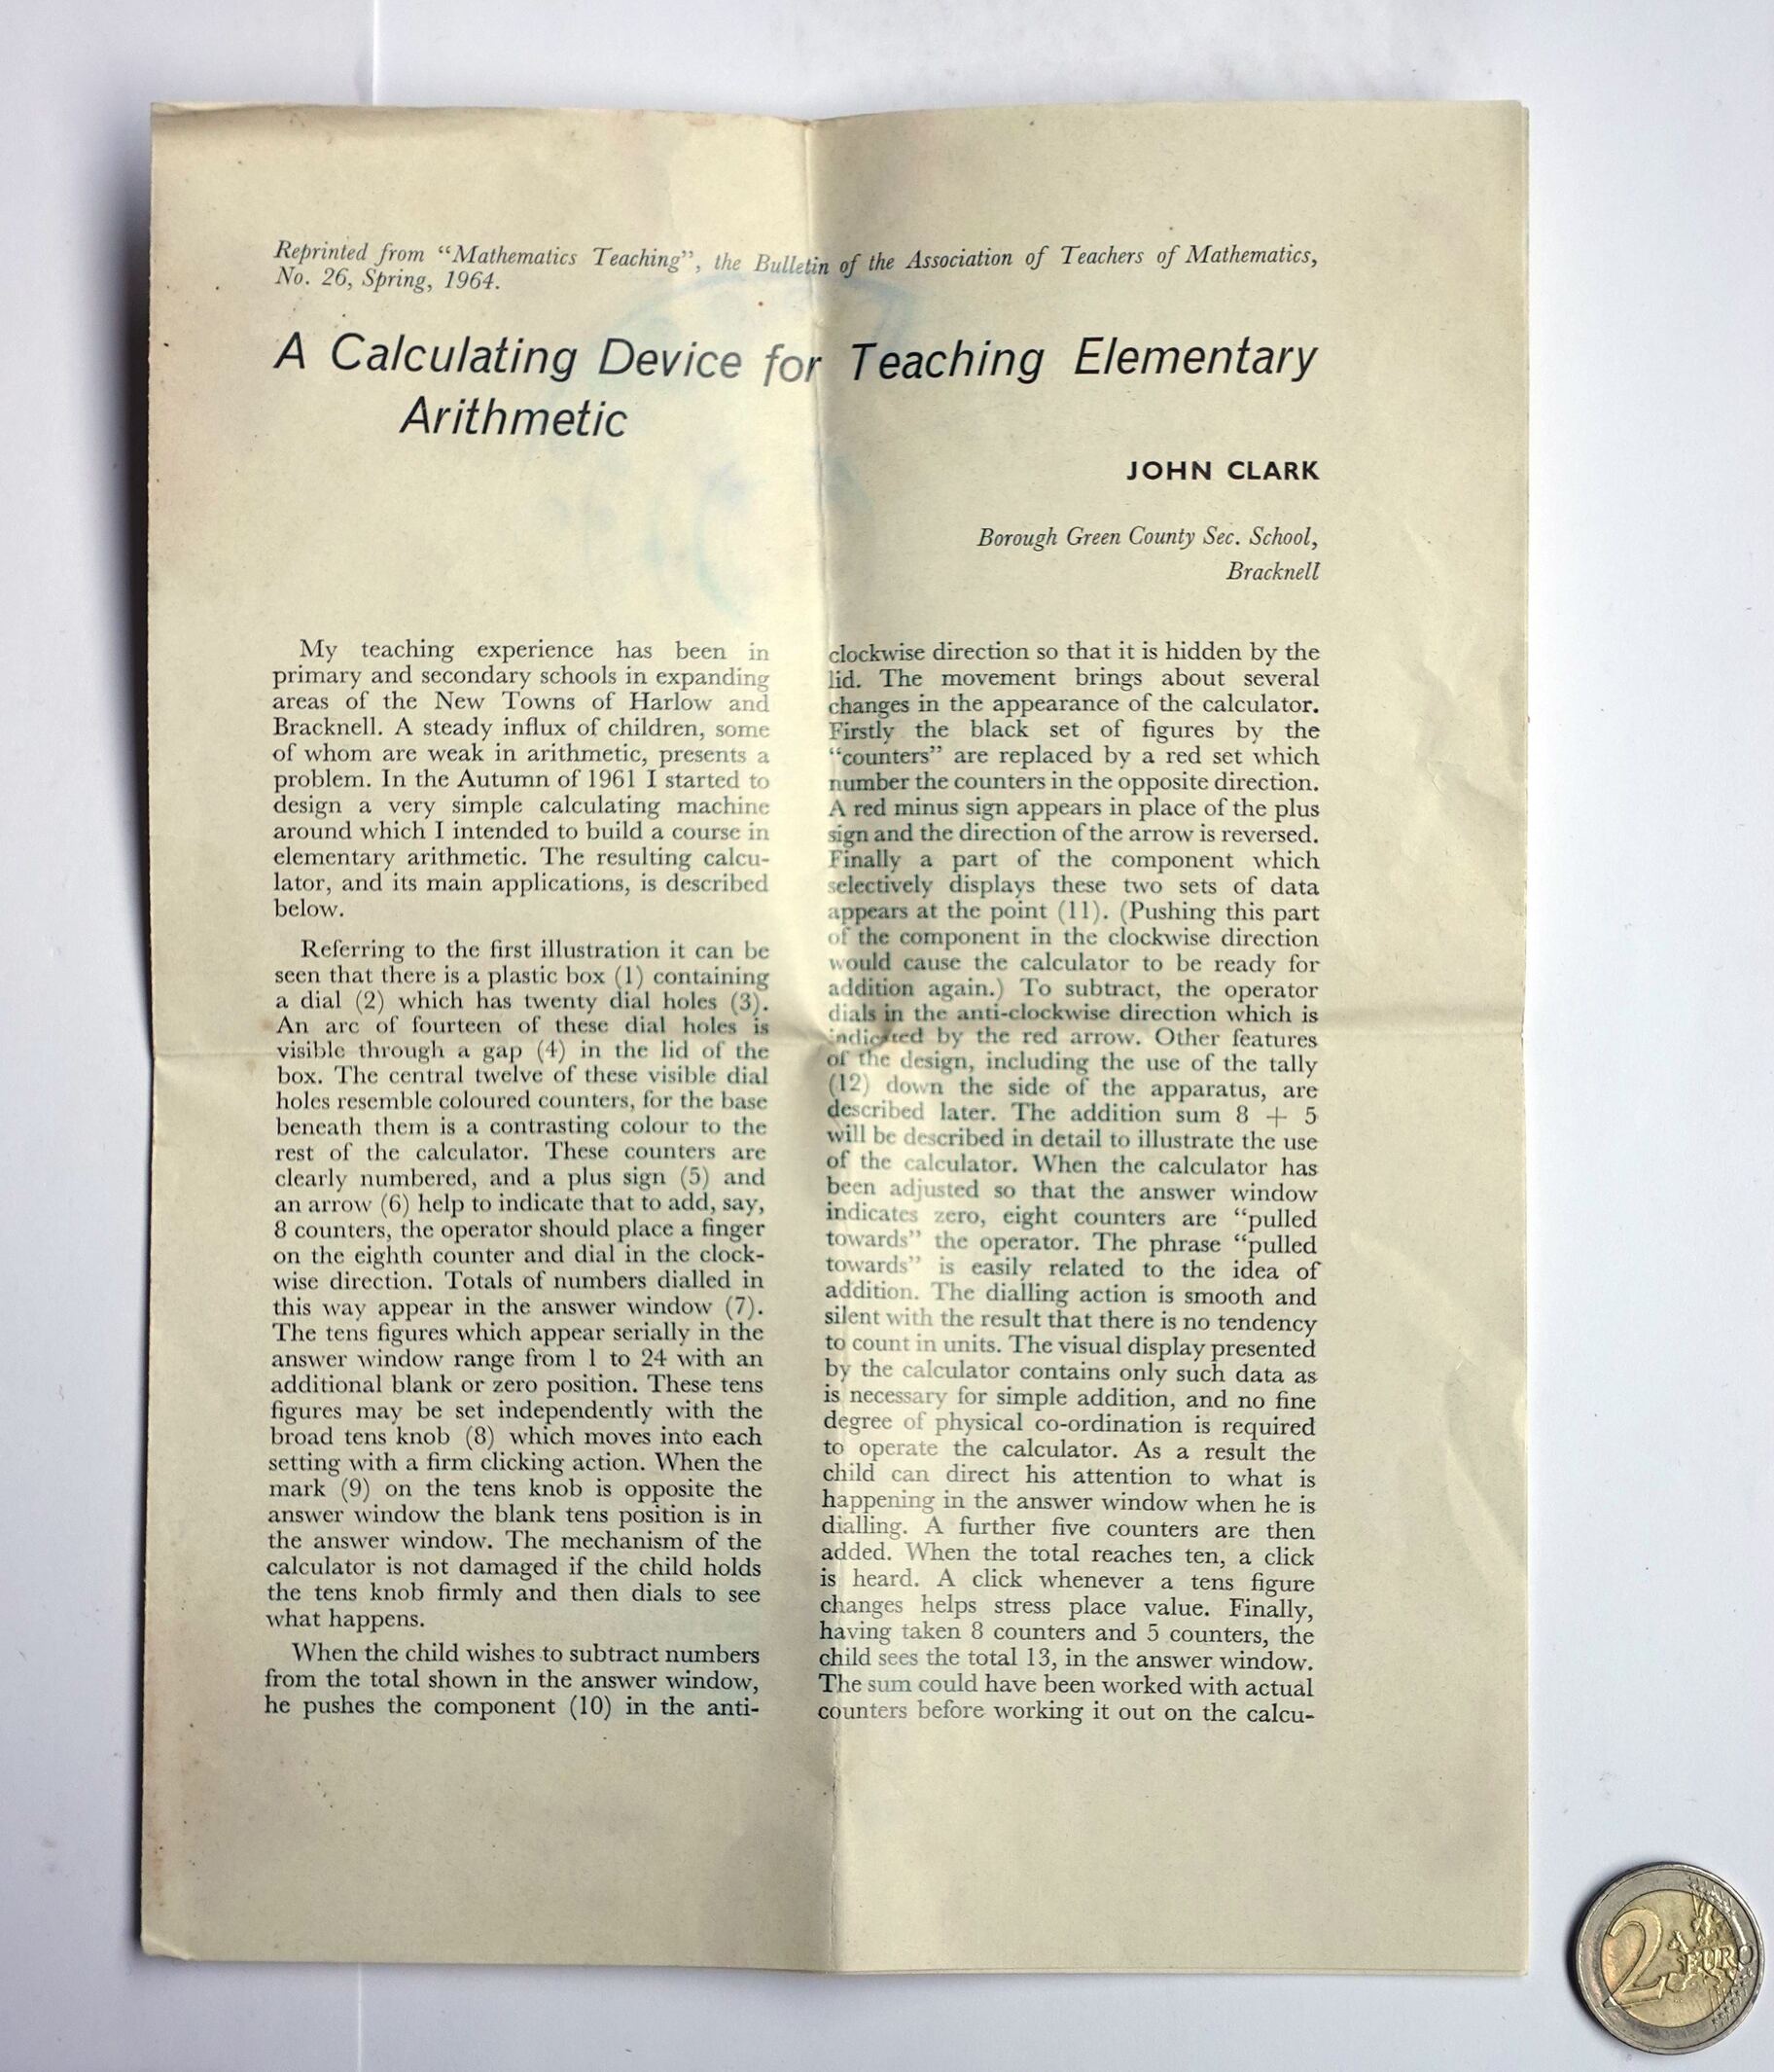 Reprinted from “Mathematics Teaching”, the Bulletin of the Association of Teachers of Mathematics,
No. 26, Spring, 1964.
A Calculating Device for Teaching Elementary
Arithmetic
JOHN CLARK
Borough Green County Sec. School,
Bracknell
My teaching experience has been in
primary and secondary schools in expanding
areas of the New Towns of Harlow and
Bracknell. A steady influx of children, some
of whom are weak in arithmetic, presents a
problem. In the Autumn of 1961 I started to
design a very simple calculating machine
around which I intended to build a course in
elementary arithmetic. The resulting calcu-
lator, and its main applications, is described
below.
Referring to the first illustration it can be
seen that there is a plastic box (1) containing
a dial (2) which has twenty dial holes (3).
An arc of fourteen of these dial holes is
visible through a gap (4) in the lid of the
box. The central twelve of these visible dial
holes resemble coloured counters, for the base
beneath them is a contrasting colour to the
rest of the calculator. These counters are
clearly numbered, and a plus sign (5) and
an arrow (6) help to indicate that to add, say,
8 counters, the operator should place a finger
on the eighth counter and dial in the clock-
wise direction. Totals of numbers dialled in
this way appear in the answer window (7).
The tens figures which appear serially in the
answer window range from 1 to 24 with an
additional blank or zero position. These tens
figures may be set independently with the
broad tens knob (8) which moves into each
setting with a firm clicking action. When the
mark (9) on the tens knob is opposite the
answer window the blank tens position is in
the answer window. The mechanism of the
calculator is not damaged if the child holds
the tens knob firmly and then dials to see
what happens.
When the child wishes to subtract numbers
from the total shown in the answer window,
he pushes the component (10) in the anti-
clockwise direction so that it is hidden by the
lid. The movement brings about several
changes in the appearance of the calculator.
Firstly the black set of figures by the
“counters” are replaced by a red set which
number the counters in the opposite direction.
A red minus sign appears in place of the plus
sign and the direction of the arrow is reversed.
Finally a part of the component which
selectively displays these two sets of data
appears at the point (11). (Pushing this part
of the component in the clockwise direction
would cause the calculator to be ready for
addition again.) To subtract, the operator
dials in the anti-clockwise direction which is
indicated by the red arrow. Other features
of the design, including the use of the tally
(12) down the side of the apparatus, are
described later. The addition sum 8 + 5
will be described in detail to illustrate the use
of the calculator. When the calculator has
been adjusted so that the answer window
indicates zero, eight counters are “pulled
towards” the operator. The phrase “pulled
towards” is easily related to the idea of
addition. The dialling action is smooth and
silent with the result that there is no tendency
to count in units. The visual display presented
by the calculator contains only such data as
is necessary for simple addition, and no fine
degree of physical co-ordination is required
to operate the calculator. As a result the
child can direct his attention to what is
happening in the answer window when he is
dialling. A further five counters are then
added. When the total reaches ten, a click
is heard. A click whenever a tens figure
changes helps stress place value. Finally,
having taken 8 counters and 5 counters, the
child sees the total 13, in the answer window.
The sum could have been worked with actual
counters before working it out on the calcu-
2 EURO